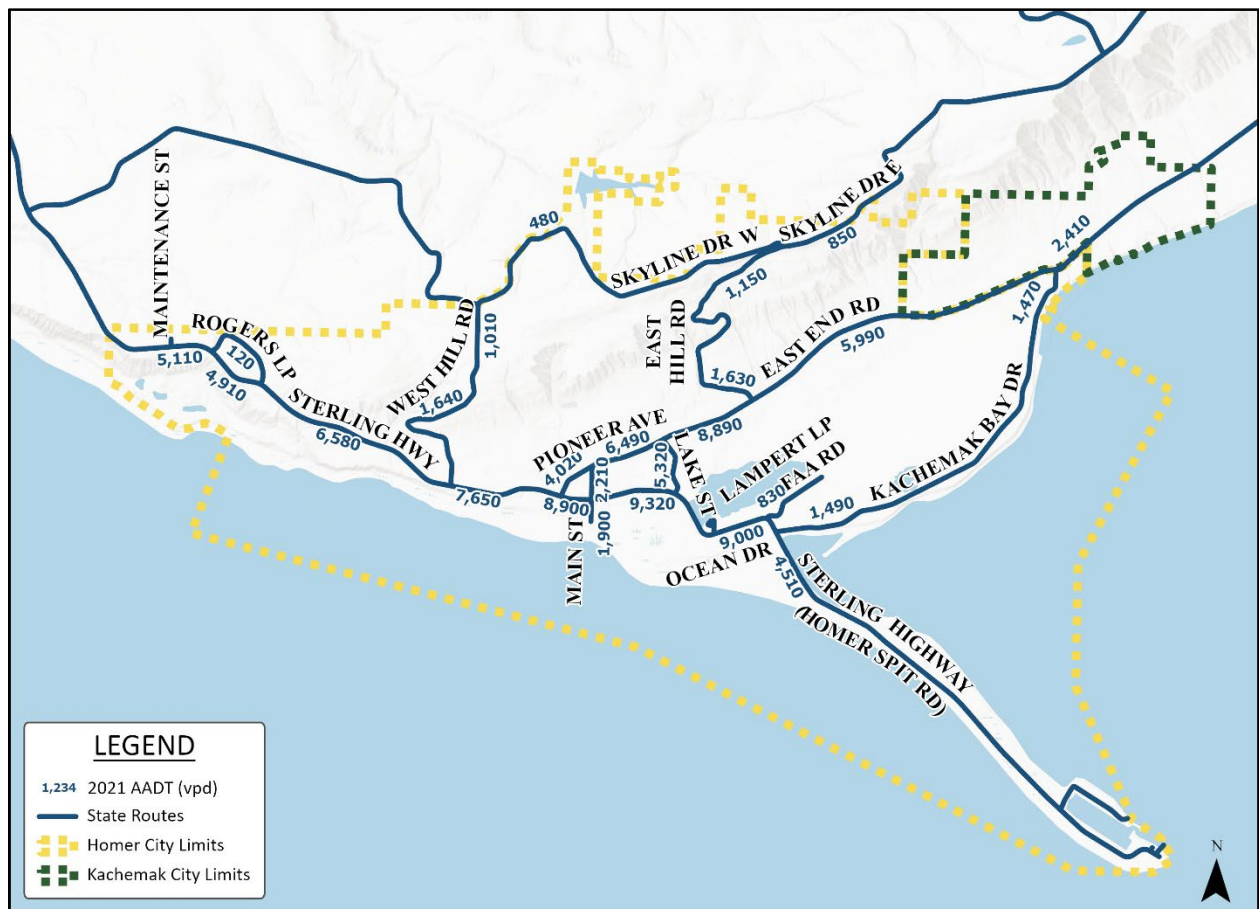 MAINTENANCE ST
480
SKYLINE DR W
SKYLINE DR E
850
2,410
1,150
ROGERS LP
120
5,110
4,910
WEST HILL RD
1,010
1,640
EAST
HILL RD
EAST END RD
5,990
1,470
1,630
STERLING HWY
6,580
PIONEER AVE
4,020
6,490
8,890
2,210
5,320
LAKE ST
LAMPERT LP
FAA RD
830
KACHEMAK BAY DR
1,490
7,650
8,900
9,320
9,000
1,900
MAIN ST
OCEAN DR
4,510
STERLING HIGHWAY
(HOMER SPIT RD)
LEGEND
1,234 2021 AADT (vpd)
State Routes
Homer City Limits
Kachemak City Limits
N